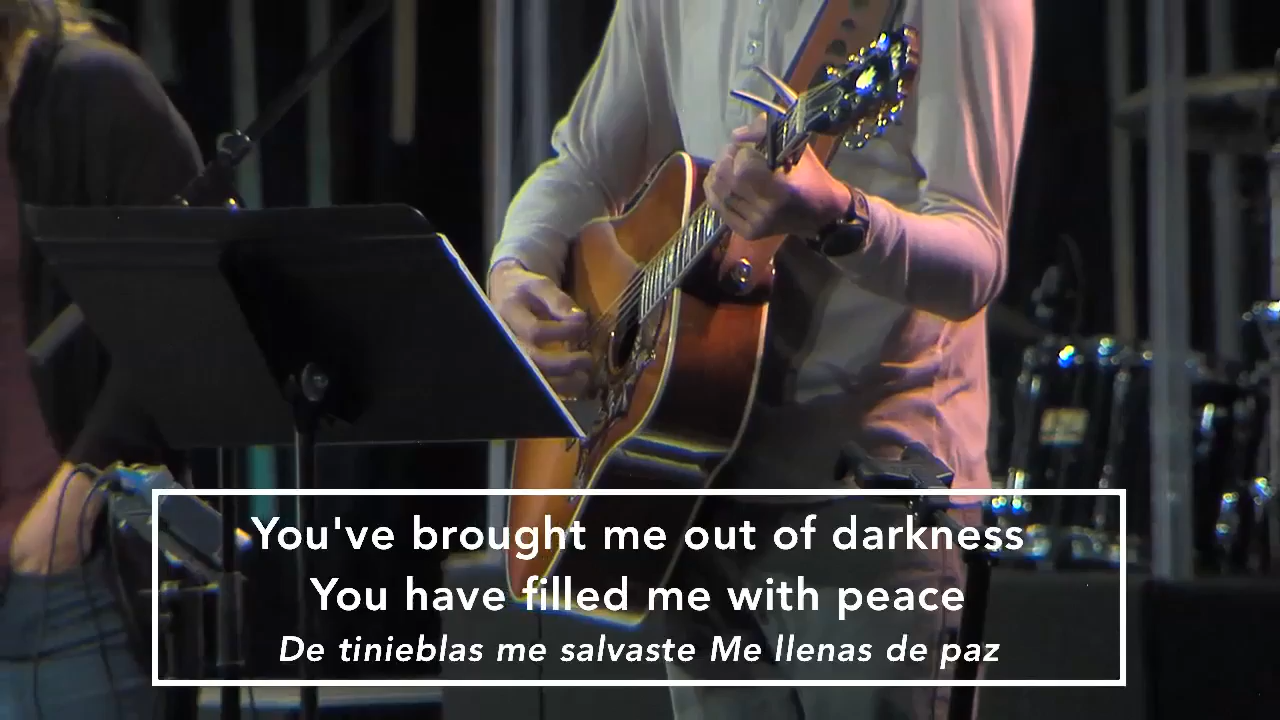 You've brought me out of darkness
You have filled me with peace
De tinieblas me salvaste Me llenas de paz